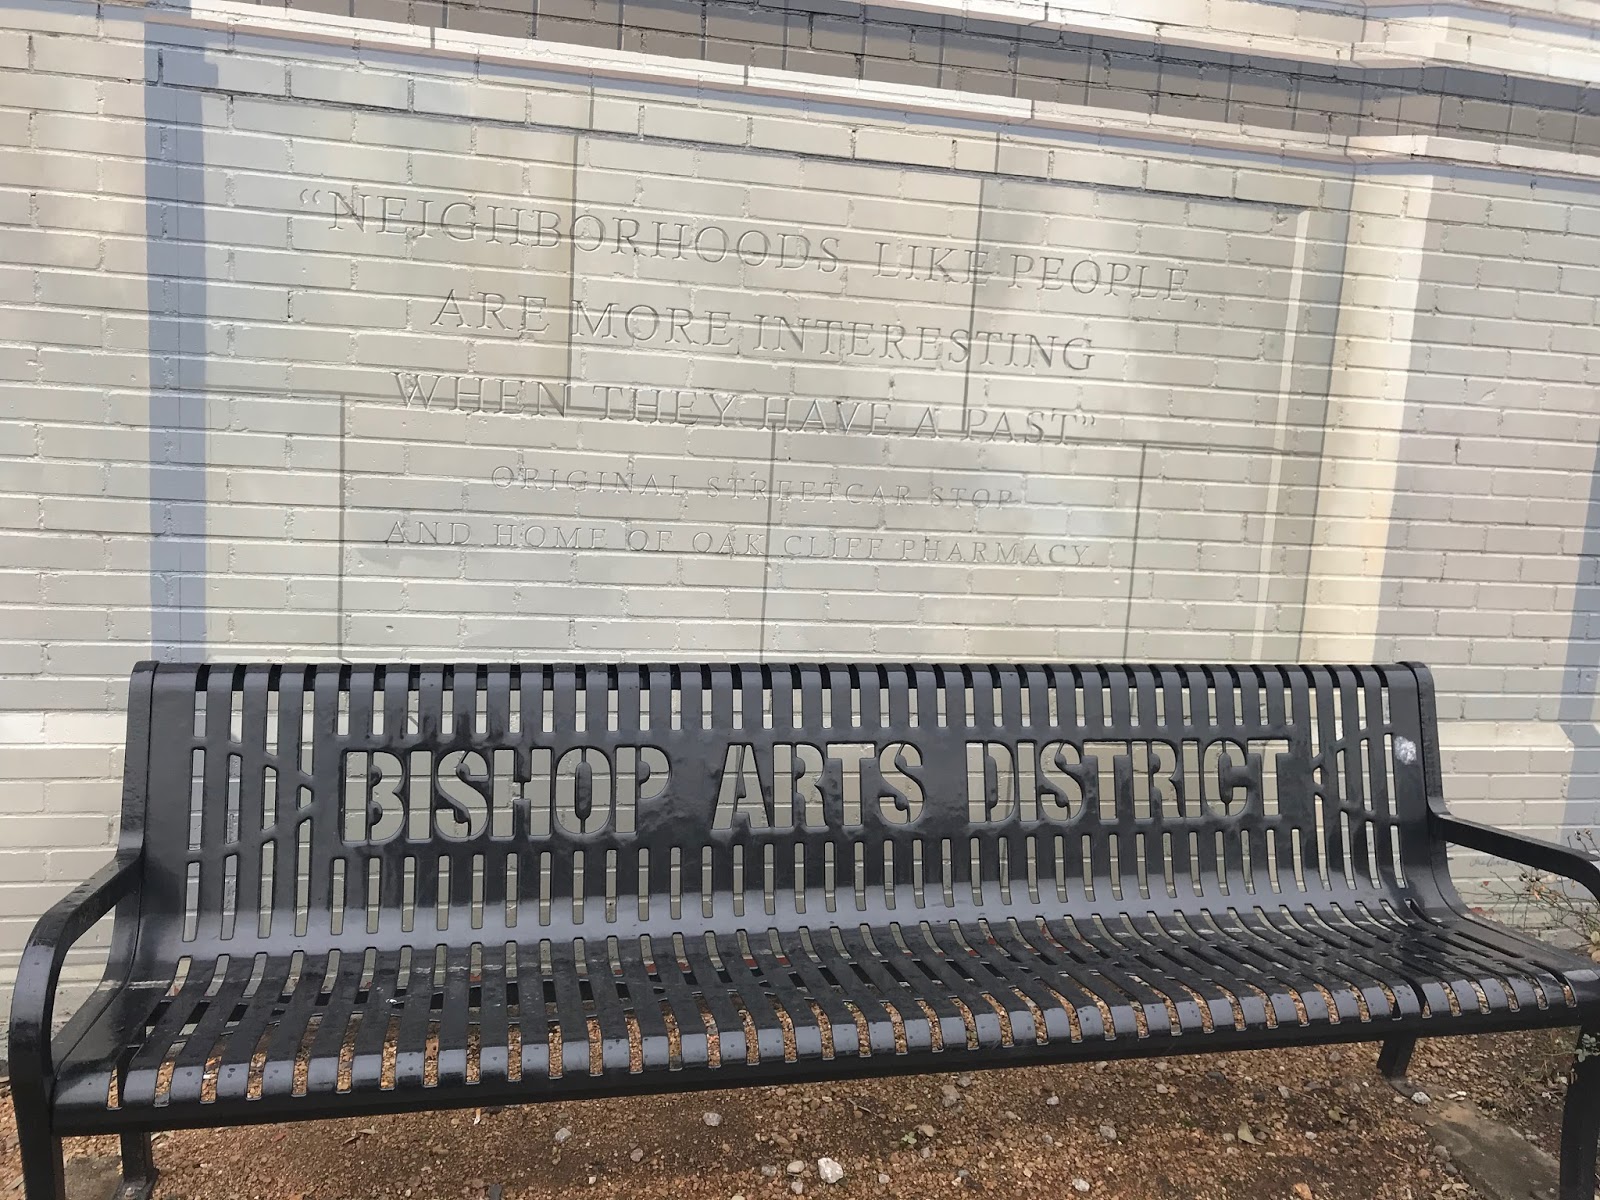 “NEIGHBORHOODS, LIKE PEOPLE,
ARE MORE INTERESTING
WHEN THEY HAVE A PAST”
ORIGINAL STREETCAR STOP
AND HOME OF OAK CLIFF PHARMACY
BISHOP ARTS DISTRICT